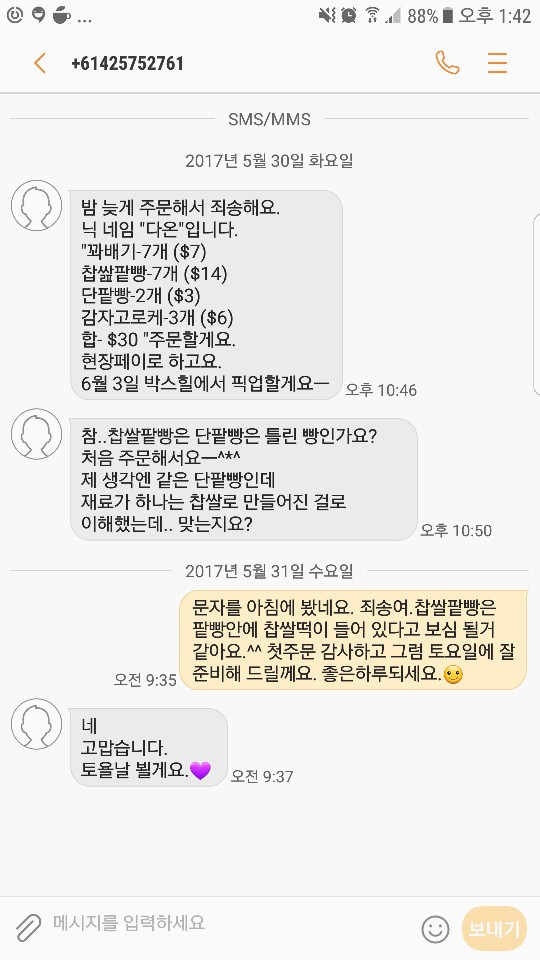 ... 88% 오후 1:42
+61425752761
SMS/MMS
2017년 5월 30일 화요일
밤 늦게 주문해서 죄송해요.
닉 네임 "다온"입니다.
"꽈배기-7개 ($7)
찹쌆팥빵-7개 ($14)
단팥빵-2개 ($3)
감자고로케-3개 ($6)
합- $30 "주문할게요.
현장페이로 하고요.
6월 3일 박스힐에서 픽업할게요ㅡ
오후 10:46
참..찹쌀팥빵은 단팥빵은 틀린 빵인가요?
처음 주문해서요ㅡ^*^
제 생각엔 같은 단팥빵인데
재료가 하나는 찹쌀로 만들어진 걸로
이해했는데.. 맞는지요?
오후 10:50
2017년 5월 31일 수요일
문자를 아침에 봤네요. 죄송여.찹쌀팥빵은
팥빵안에 찹쌀떡이 들어 있다고 보심 될거
같아요.^^ 첫주문 감사하고 그럼 토요일에 잘
준비해 드릴께요. 좋은하루되세요.🙂
오전 9:35
네
고맙습니다.
토욜날 뵐게요.💜
오전 9:37
메시지를 입력하세요
보내기